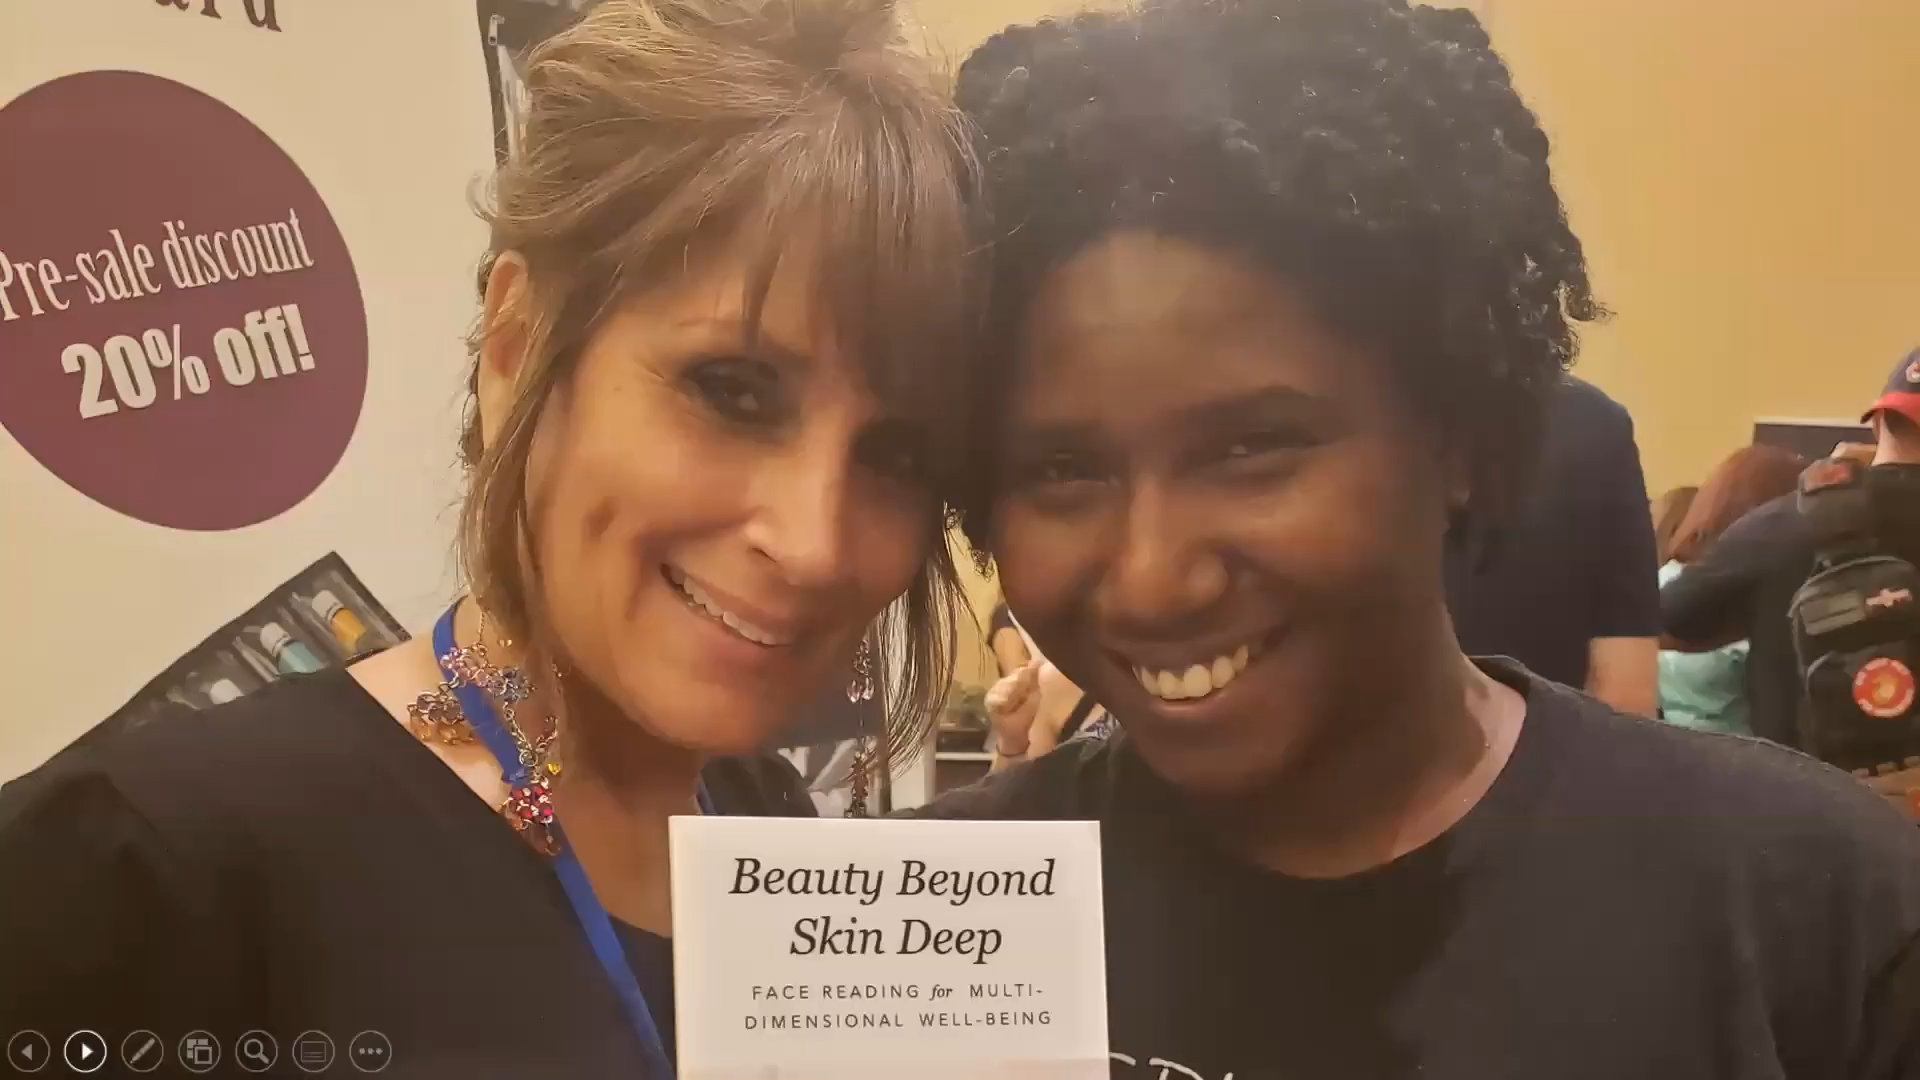 Pre-sale discount
20% off!
Beauty Beyond
Skin Deep
FACE READING for MULTI-
DIMENSIONAL WELL-BEING